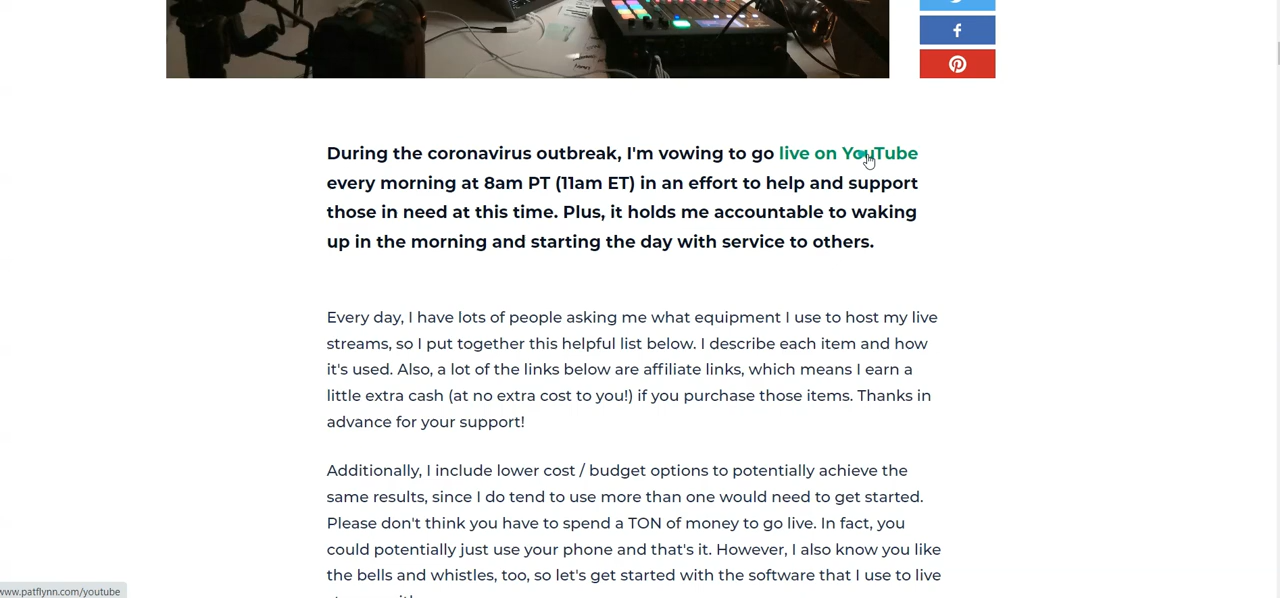 During the coronavirus outbreak, I'm vowing to go live on YouTube
every morning at 8am PT (11am ET) in an effort to help and support
those in need at this time. Plus, it holds me accountable to waking
up in the morning and starting the day with service to others.
Every day, I have lots of people asking me what equipment I use to host my live
streams, so I put together this helpful list below. I describe each item and how
it's used. Also, a lot of the links below are affiliate links, which means I earn a
little extra cash (at no extra cost to you!) if you purchase those items. Thanks in
advance for your support!
Additionally, I include lower cost / budget options to potentially achieve the
same results, since I do tend to use more than one would need to get started.
Please don't think you have to spend a TON of money to go live. In fact, you
could potentially just use your phone and that's it. However, I also know you like
the bells and whistles, too, so let's get started with the software that I use to live
www.patflynn.com/youtube